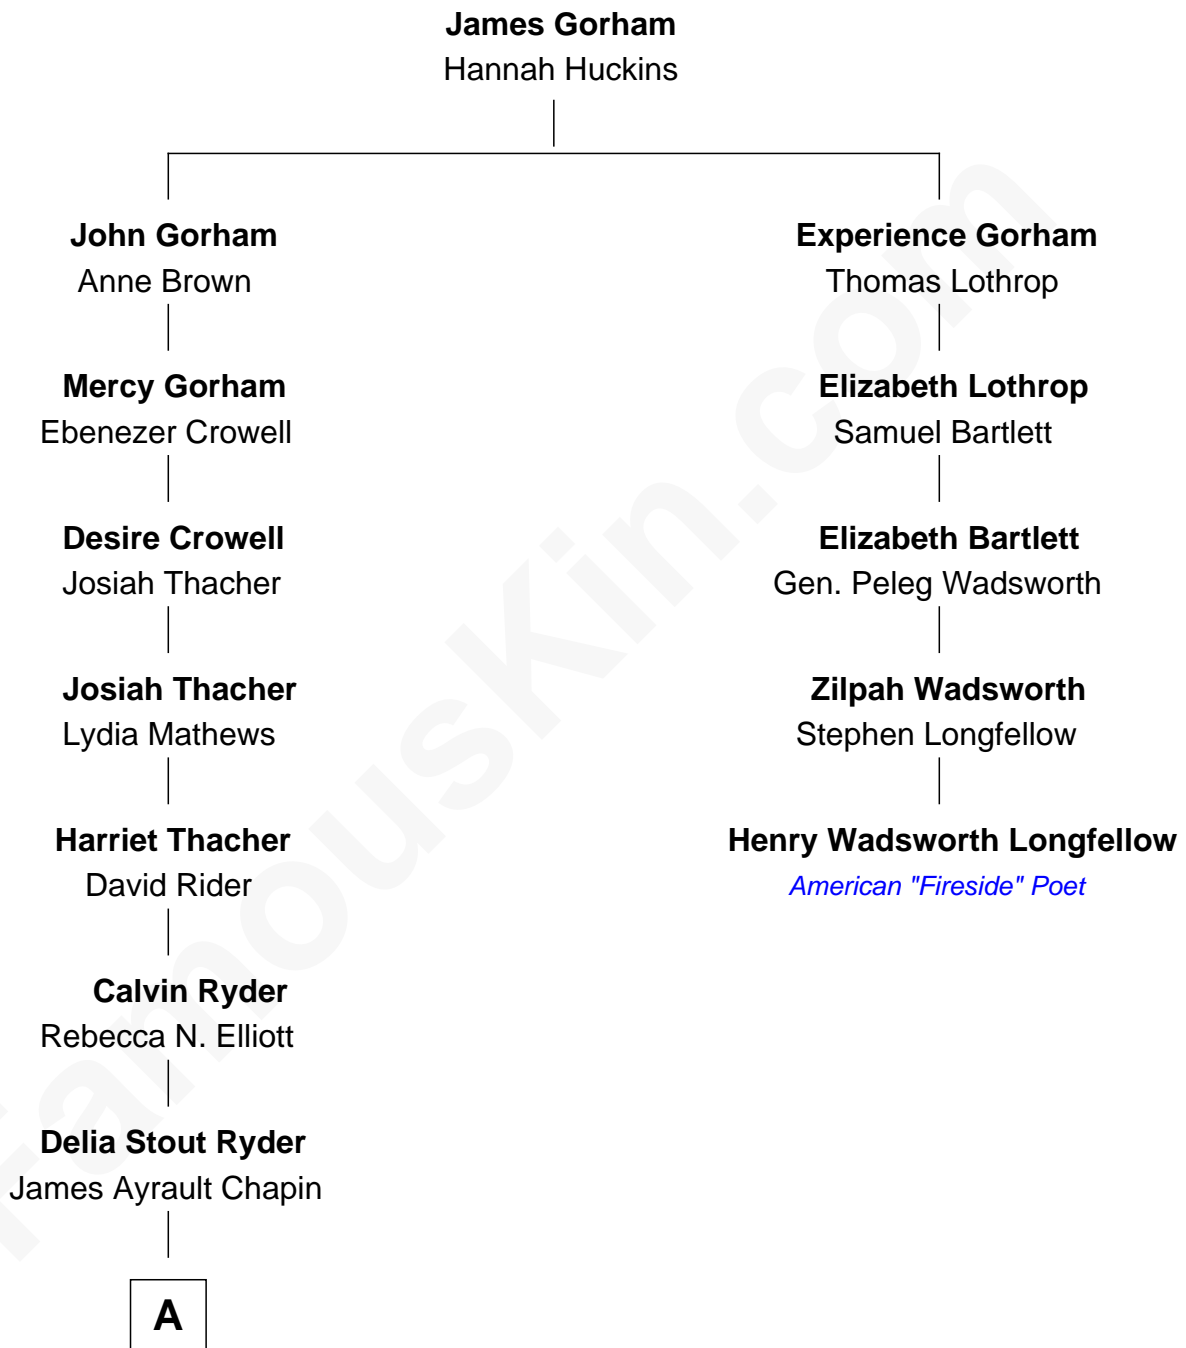 James Gorham
Hannah Huckins
John Gorham
Anne Brown
Experience Gorham
Thomas Lothrop
Mercy Gorham
Ebenezer Crowell
Elizabeth Lothrop
Samuel Bartlett
Desire Crowell
Josiah Thacher
Elizabeth Bartlett
Gen. Peleg Wadsworth
Josiah Thacher
Lydia Mathews
Zilpah Wadsworth
Stephen Longfellow
Harriet Thacher
David Rider
Henry Wadsworth Longfellow
American "Fireside" Poet
Calvin Ryder
Rebecca N. Elliott
Delia Stout Ryder
James Ayrault Chapin
A
FamousKin.com